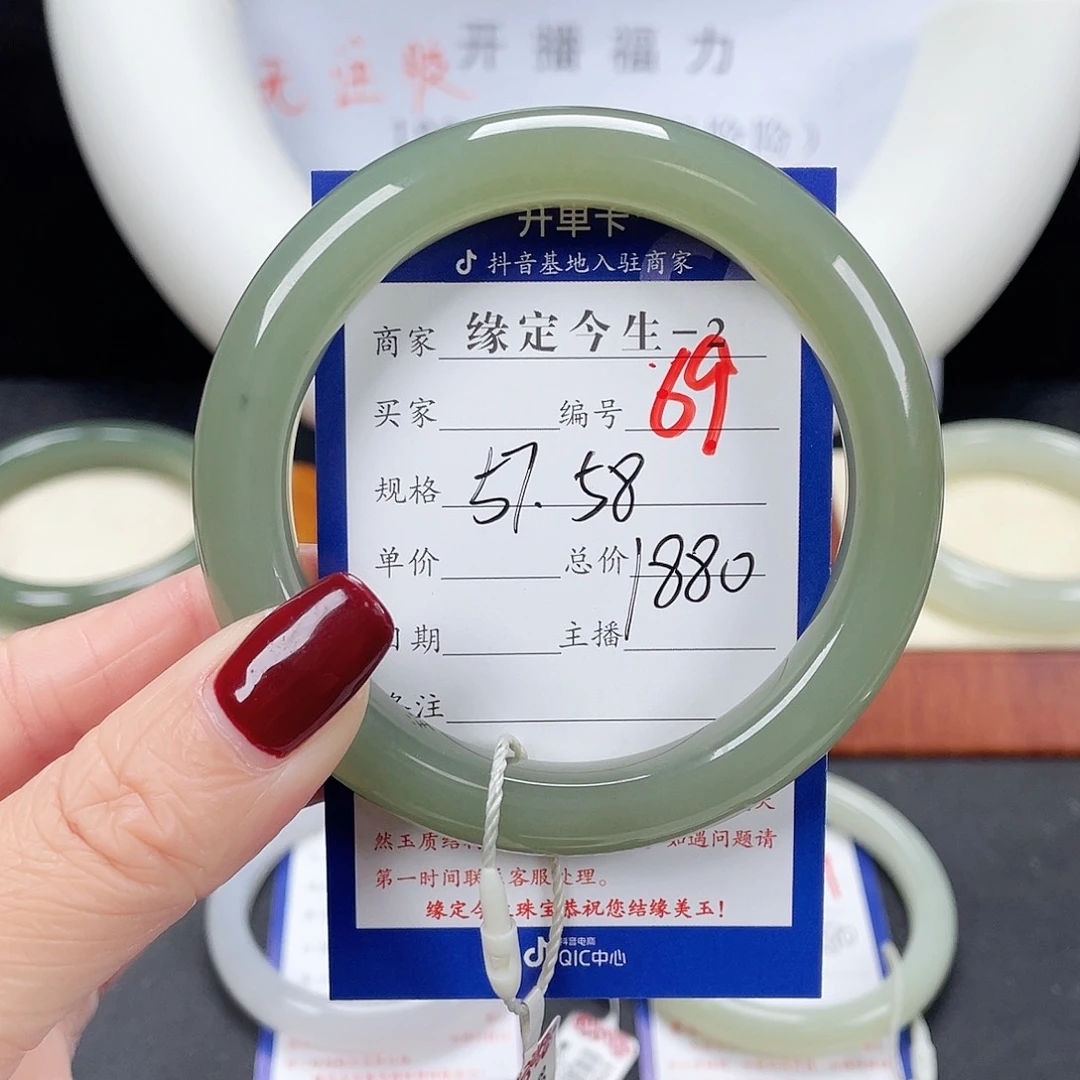 开播福力
开单卡
抖音基地入驻商家
商家 缘定今生-2
买家 编号 69
规格 57.58
单价 总价 1880
期 主播
注
然玉质结 如遇问题请
第一时间联 客服处理。
缘定今生珠宝恭祝您结缘美玉!
抖音电商
QIC中心